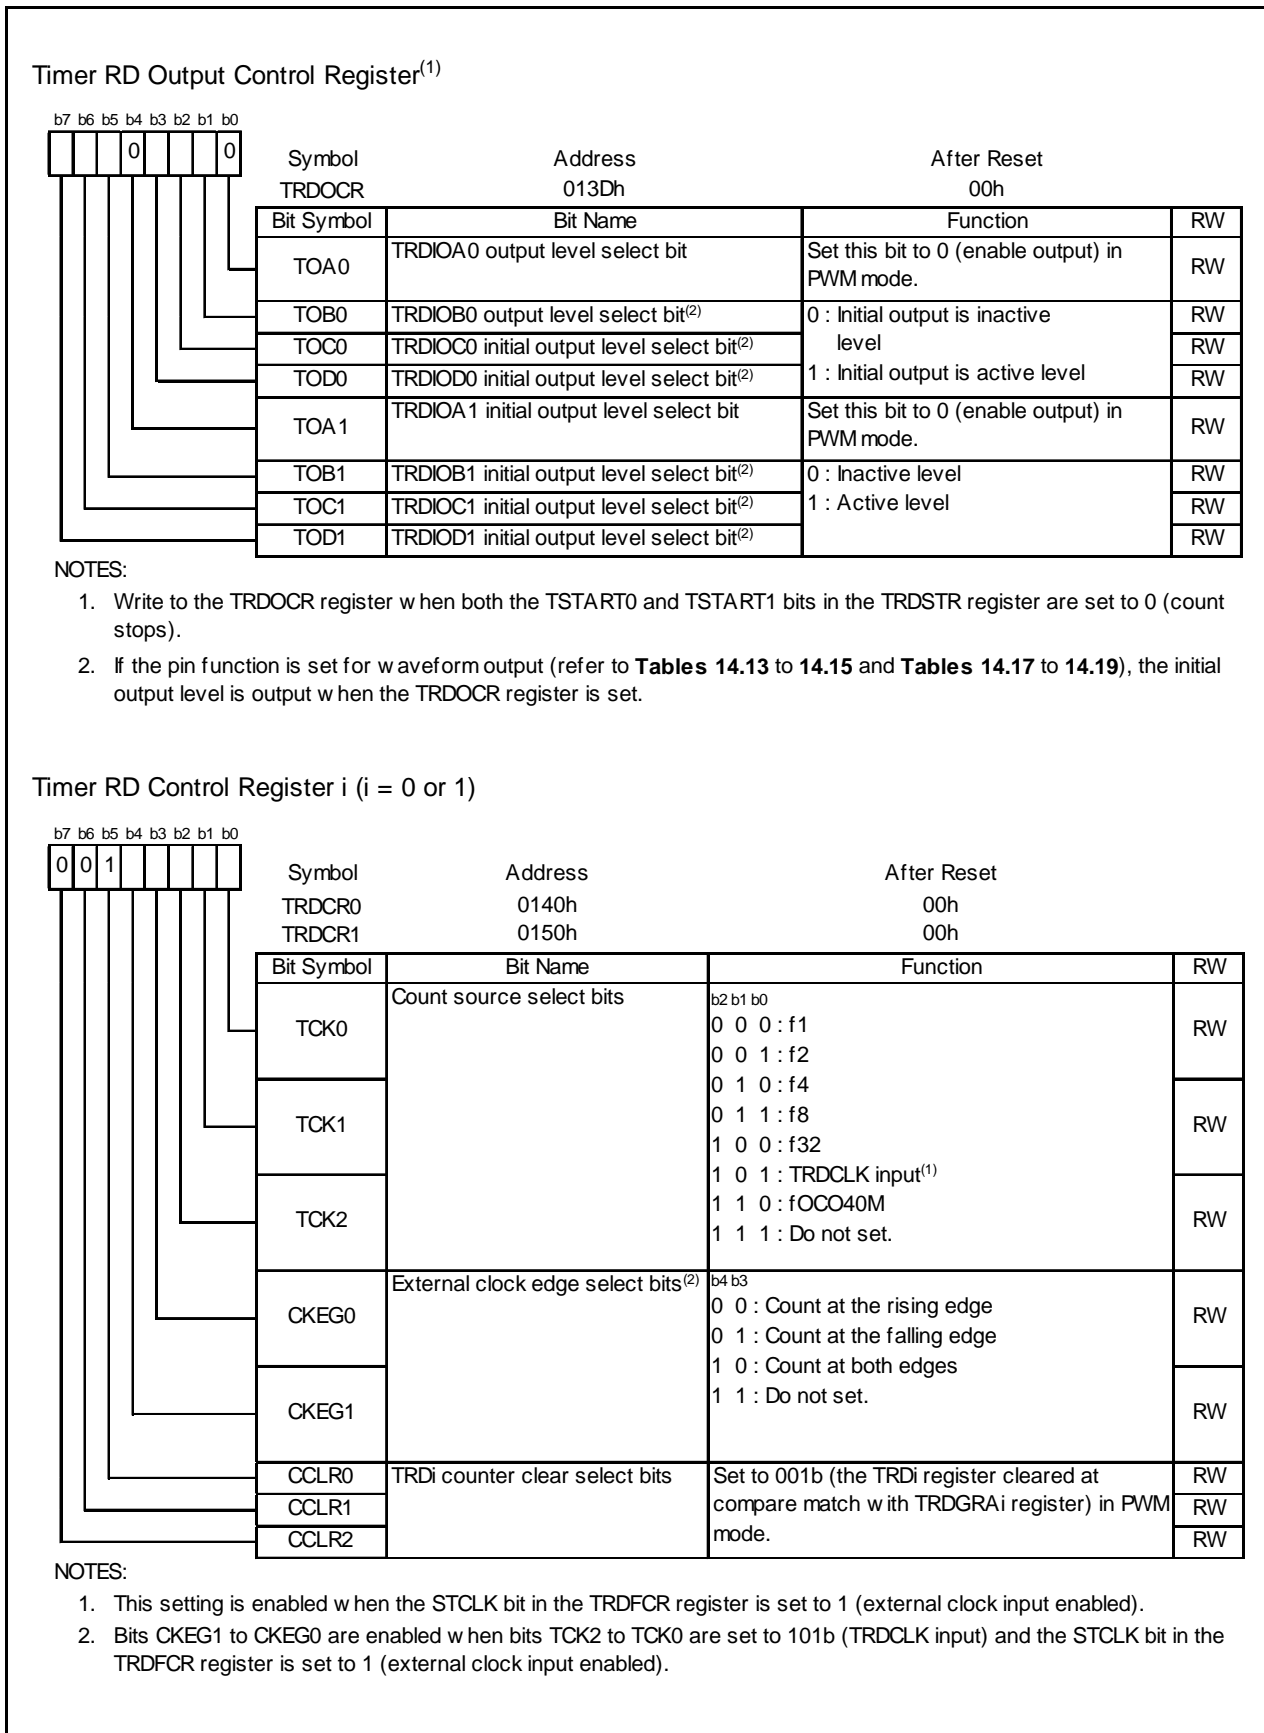 Timer RD Output Control Register(1)
b7 b6 b5 b4 b3 b2 b1 b0
0 0
Symbol Address After Reset
TRDOCR 013Dh 00h
Bit Symbol Bit Name Function RW
TOA0 TRDIOA0 output level select bit Set this bit to 0 (enable output) in PWM mode. RW
TOB0 TRDIOB0 output level select bit(2) 0 : Inítial output is inactive RW
TOC0 TRDIOC0 initial output level select bit(2) level RW
TOD0 TRDIOD0 initial output level select bit(2) 1 : Initial output is active level RW
TOA1 TRDIOA1 initial output level select bit Set this bit to 0 (enable output) in PWM mode. RW
TOB1 TRDIOB1 initial output level select bit(2) 0 : Inactive level RW
TOC1 TRDIOC1 initial output level select bit(2) 1 : Active level RW
TOD1 TRDIOD1 initial output level select bit(2) RW
NOTES:
1. Write to the TRDOCR register when both the TSTART0 and TSTART1 bits in the TRDSTR register are set to 0 (count
stops).
2. If the pin function is set for waveform output (refer to Tables 14.13 to 14.15 and Tables 14.17 to 14.19), the initial
output level is output when the TRDOCR register is set.
Timer RD Control Register i (i = 0 or 1)
b7 b6 b5 b4 b3 b2 b1 b0
0 0 1
Symbol Address After Reset
TRDCR0 0140h 00h
TRDCR1 0150h 00h
Bit Symbol Bit Name Function RW
TCK0 Count source select bits RW
b2 b1 b0
0 0 0 : f1
0 0 1 : f2
0 1 0 : f4
TCK1 RW
0 1 1 : f8
1 0 0 : f32
1 0 1 : TRDCLK input(1)
TCK2 RW
1 1 0 : fOCO40M
1 1 1 : Do not set.
CKEG0 External clock edge select bits(2) RW
b4 b3
0 0 : Count at the rising edge
0 1 : Count at the falling edge
1 0 : Count at both edges
CKEG1 RW
1 1 : Do not set.
CCLR0 TRDi counter clear select bits Set to 001b (the TRDi register cleared at RW
CCLR1 compare match with TRDGRAi register) in PWM RW
CCLR2 mode. RW
NOTES:
1. This setting is enabled when the STCLK bit in the TRDFCR register is set to 1 (external clock input enabled).
2. Bits CKEG1 to CKEG0 are enabled when bits TCK2 to TCK0 are set to 101b (TRDCLK input) and the STCLK bit in the
TRDFCR register is set to 1 (external clock input enabled).